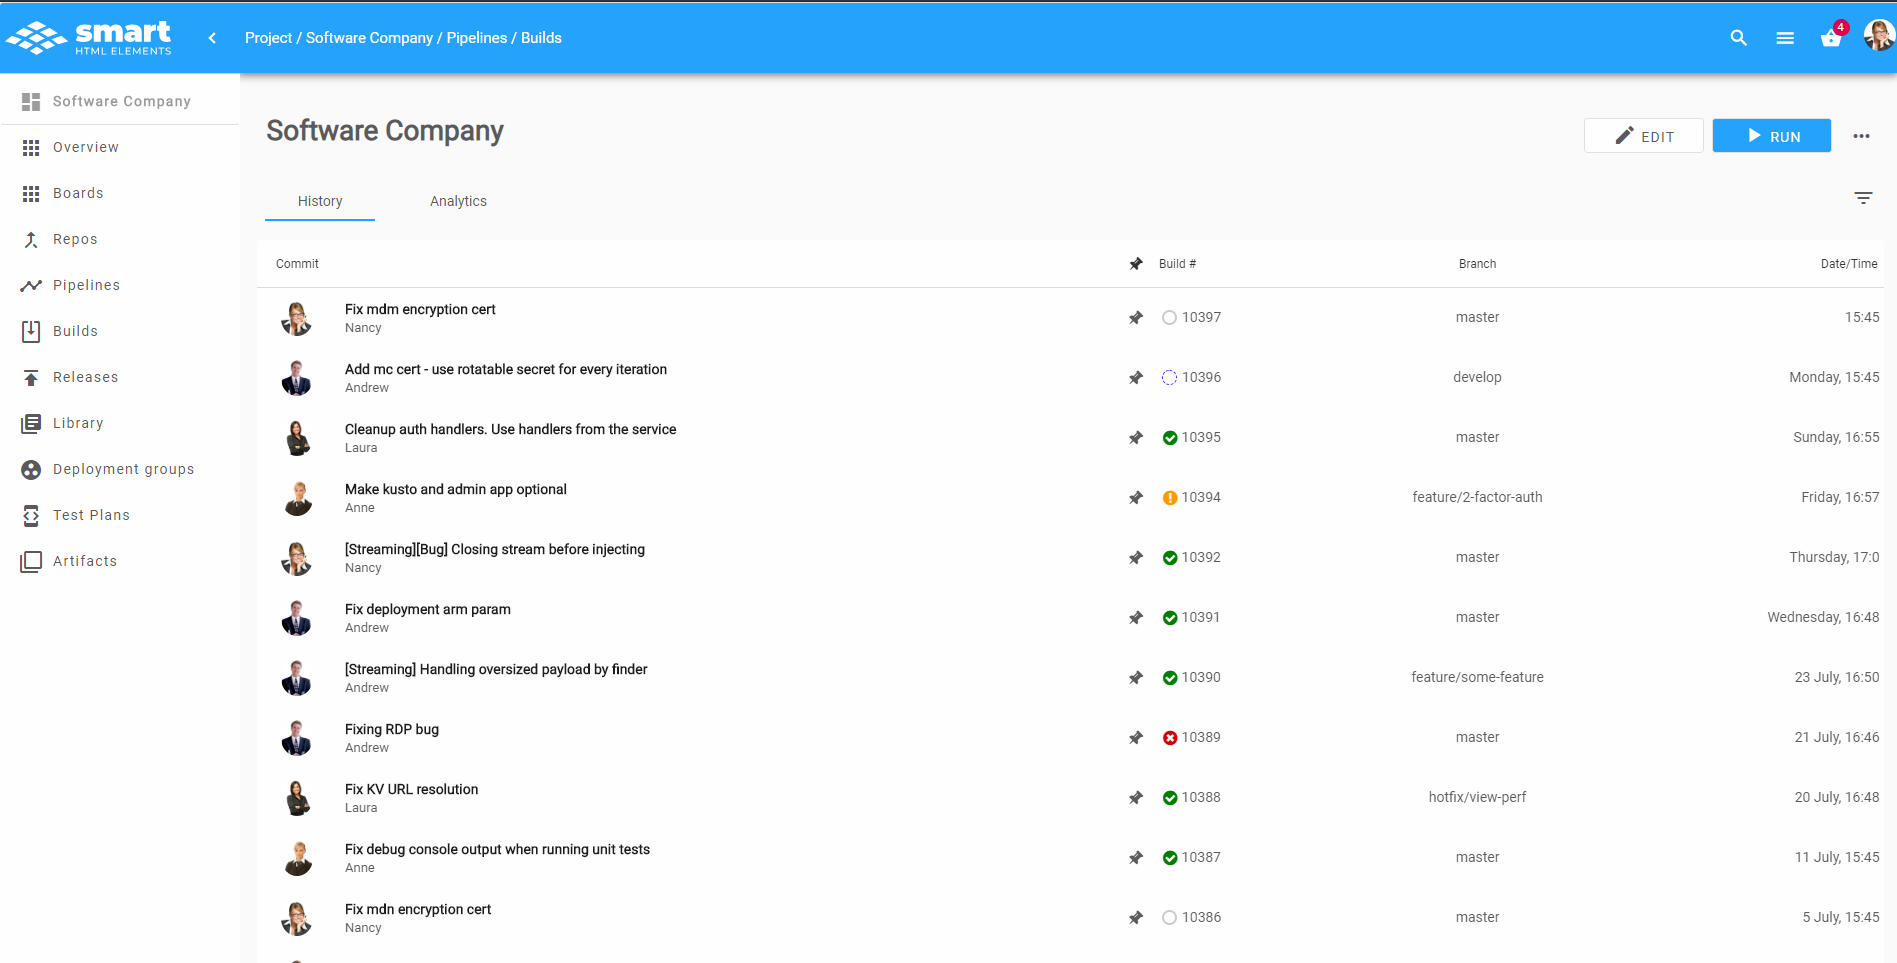 smart
HTML ELEMENTS
Project / Software Company / Pipelines / Builds
4
Software Company
Overview
Boards
Repos
Pipelines
Builds
Releases
Library
Deployment groups
Test Plans
Artifacts
Software Company
EDIT
RUN
History Analytics
Commit Build # Branch Date/Time
Fix mdm encryption cert
Nancy
10397 master 15:45
Add mc cert - use rotatable secret for every iteration
Andrew
10396 develop Monday, 15:45
Cleanup auth handlers. Use handlers from the service
Laura
10395 master Sunday, 16:55
Make kusto and admin app optional
Anne
10394 feature/2-factor-auth Friday, 16:57
[Streaming][Bug] Closing stream before injecting
Nancy
10392 master Thursday, 17:0
Fix deployment arm param
Andrew
10391 master Wednesday, 16:48
[Streaming] Handling oversized payload by finder
Andrew
10390 feature/some-feature 23 July, 16:50
Fixing RDP bug
Andrew
10389 master 21 July, 16:46
Fix KV URL resolution
Laura
10388 hotfix/view-perf 20 July, 16:48
Fix debug console output when running unit tests
Anne
10387 master 11 July, 15:45
Fix mdn encryption cert
Nancy
10386 master 5 July, 15:45